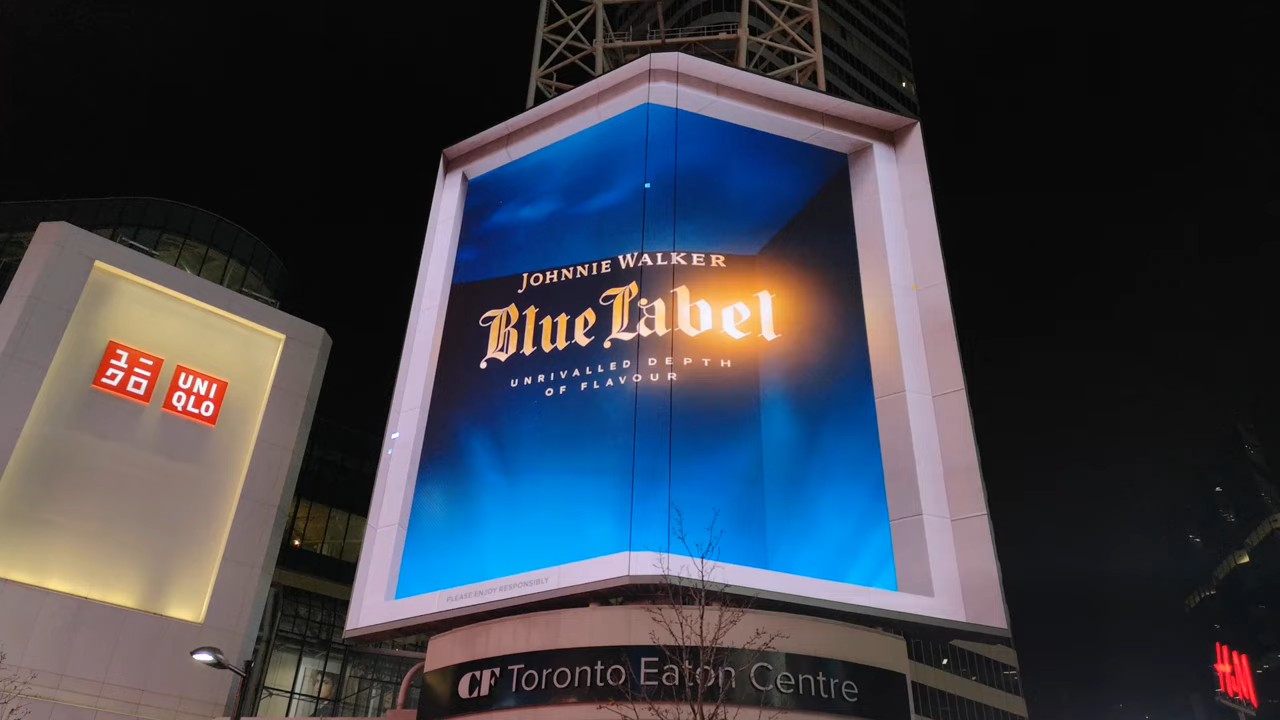 ユニ
クロ
UNI
QLO
JOHNNIE WALKER
Blue Label
UNRIVALLED DEPTH
OF FLAVOUR
PLEASE ENJOY RESPONSIBLY
CF Toronto Eaton Centre
H&M